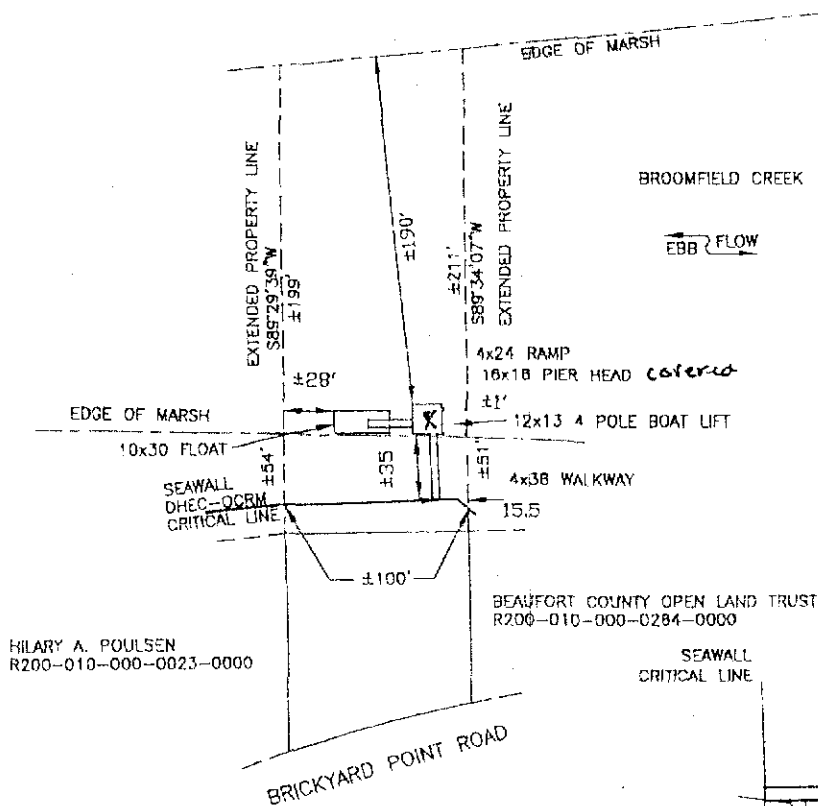 EDGE OF MARSH
EXTENDED PROPERTY LINE
S89°29'39"W
±199'
±190'
±211'
S89°34'07"W
EXTENDED PROPERTY LINE
BROOMFIELD CREEK
EBB FLOW
±28'
4x24 RAMP
16x16 PIER HEAD covered
±1'
EDGE OF MARSH
12x13 4 POLE BOAT LIFT
10x30 FLOAT
X
±54'
±35
±51'
4x38 WALKWAY
SEAWALL
DHEC-OCRM
CRITICAL LINE
15.5
±100'
HILARY A. POULSEN
R200-010-000-0023-0000
BEAUFORT COUNTY OPEN LAND TRUST
R200-010-000-0284-0000
SEAWALL
CRITICAL LINE
BRICKYARD POINT ROAD